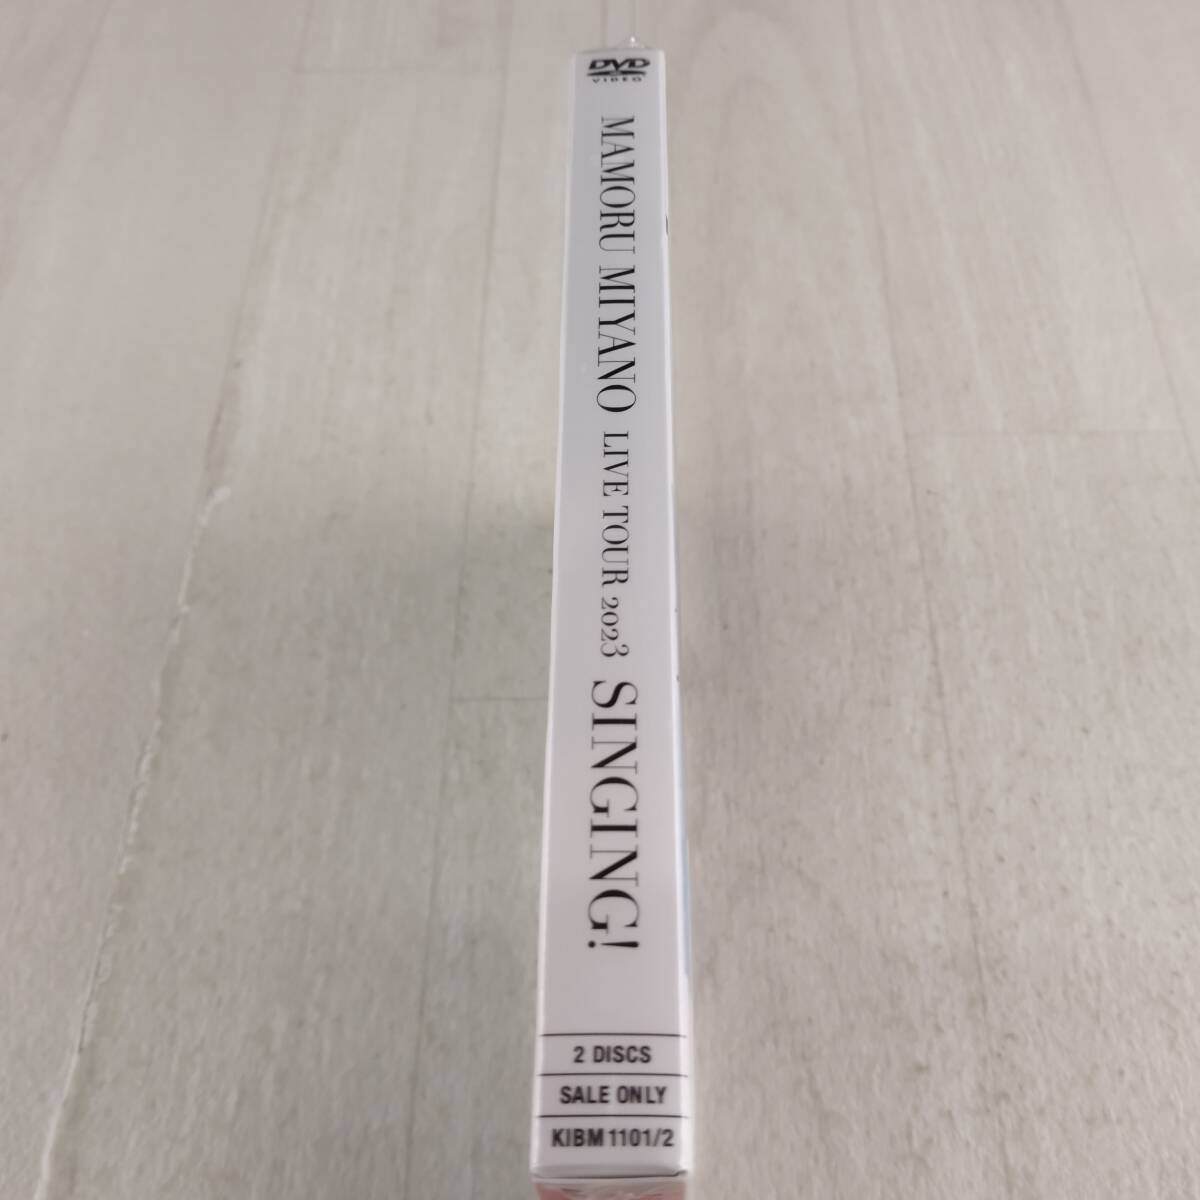 DVD
VIDEO
MAMORU MIYANO LIVE TOUR 2023 SINGING!
2 DISCS
SALE ONLY
KIBM 1101/2